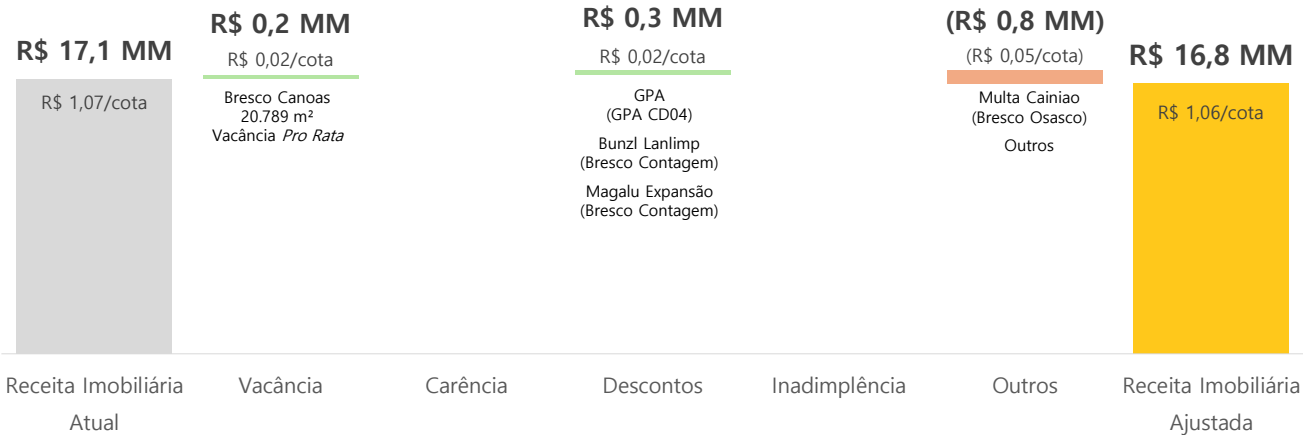 R$ 17,1 MM
R$ 1,07/cota
R$ 0,2 MM
R$ 0,02/cota
Bresco Canoas
20.789 m²
Vacância Pro Rata
R$ 0,3 MM
R$ 0,02/cota
GPA
(GPA CD04)
Bunzl Lanlimp
(Bresco Contagem)
Magalu Expansão
(Bresco Contagem)
(R$ 0,8 MM)
(R$ 0,05/cota)
Multa Cainiao
(Bresco Osasco)
Outros
R$ 16,8 MM
R$ 1,06/cota
Receita Imobiliária
Atual
Vacância
Carência
Descontos
Inadimplência
Outros
Receita Imobiliária
Ajustada